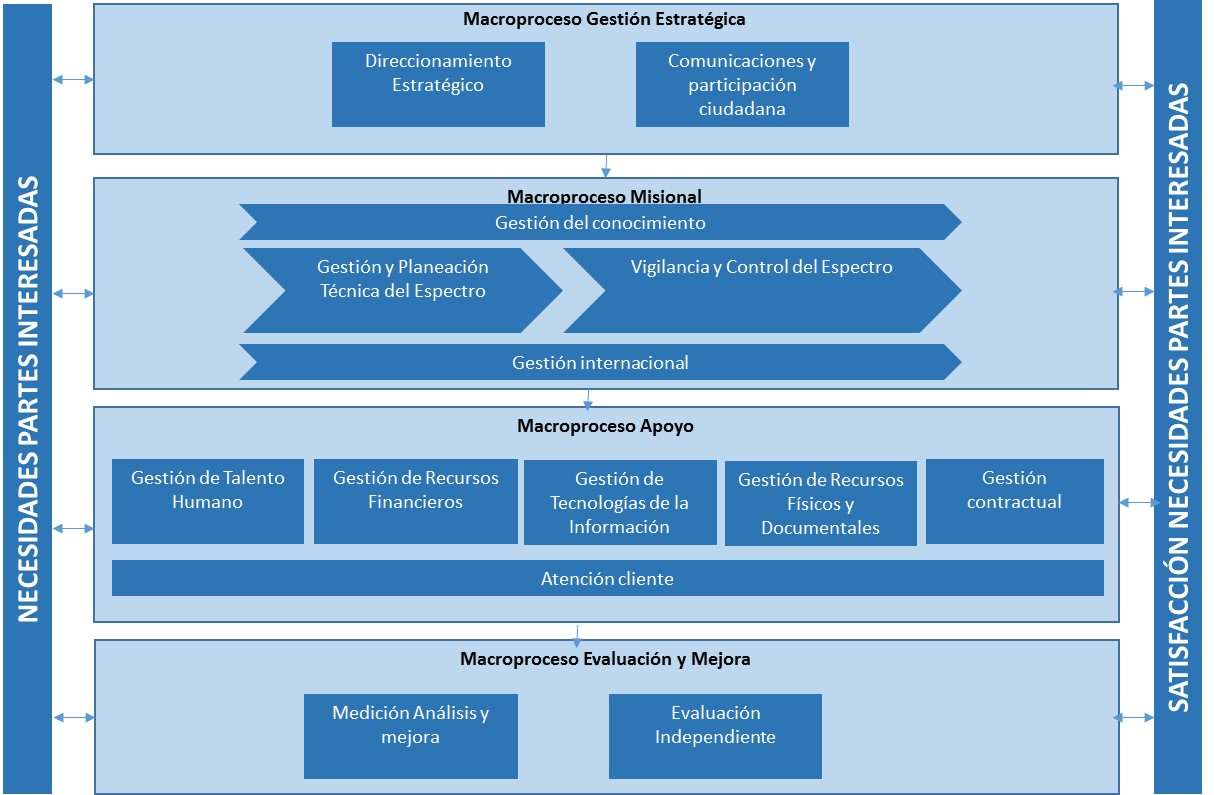 NECESIDADES PARTES INTERESADAS
Macroproceso Gestión Estratégica
Direccionamiento
Estratégico
Comunicaciones y
participación
ciudadana
Macroproceso Misional
Gestión del conocimiento
Gestión y Planeación
Técnica del Espectro
Vigilancia y Control del Espectro
Gestión internacional
Macroproceso Apoyo
Gestión de Talento
Humano
Gestión de Recursos
Financieros
Gestión de
Tecnologías de la
Información
Gestión de Recursos
Físicos y
Documentales
Gestión
contractual
Atención cliente
Macroproceso Evaluación y Mejora
Medición Análisis y
mejora
Evaluación
Independiente
SATISFACCIÓN NECESIDADES PARTES INTERESADAS